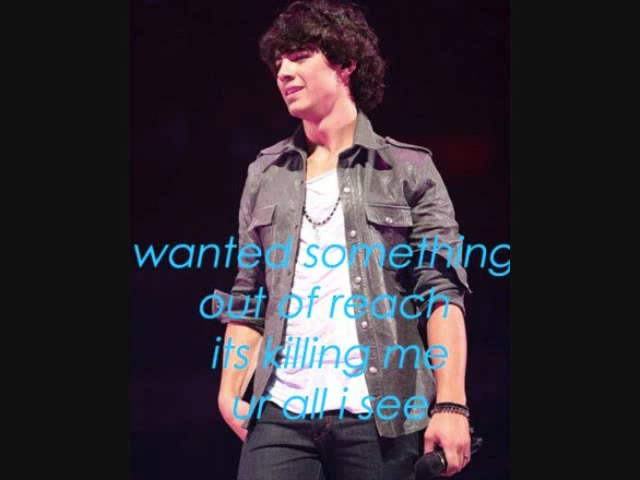 wanted something
out of reach
its killing me
ur all i see